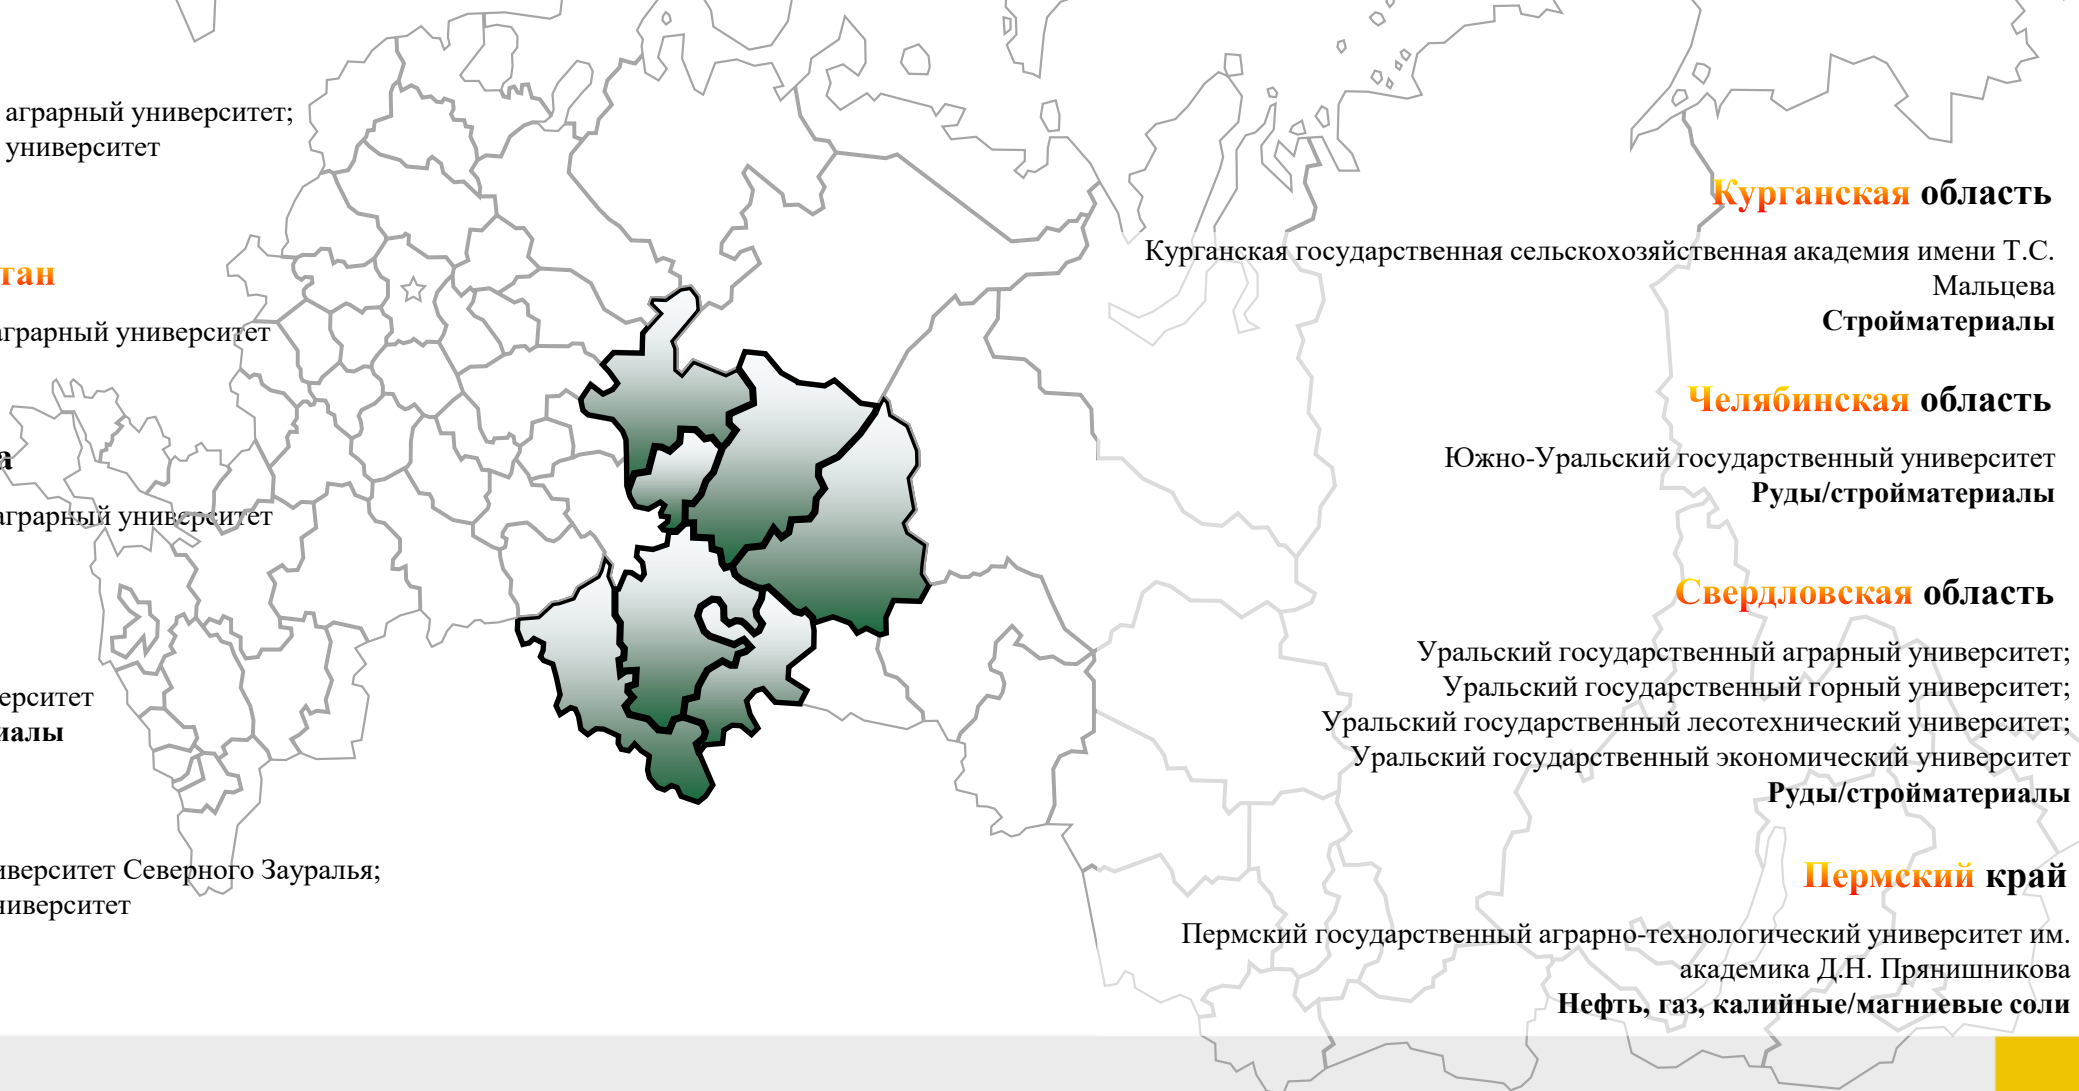 аграрный университет;
университет
тан
аграрный университет
а
аграрный университет
ерситет
иалы
иверситет Северного Зауралья;
ниверситет
Курганская область
Курганская государственная сельскохозяйственная академия имени Т.С.
Мальцева
Стройматериалы
Челябинская область
Южно-Уральский государственный университет
Руды/стройматериалы
Свердловская область
Уральский государственный аграрный университет;
Уральский государственный горный университет;
Уральский государственный лесотехнический университет;
Уральский государственный экономический университет
Руды/стройматериалы
Пермский край
Пермский государственный аграрно-технологический университет им.
академика Д.Н. Прянишникова
Нефть, газ, калийные/магниевые соли